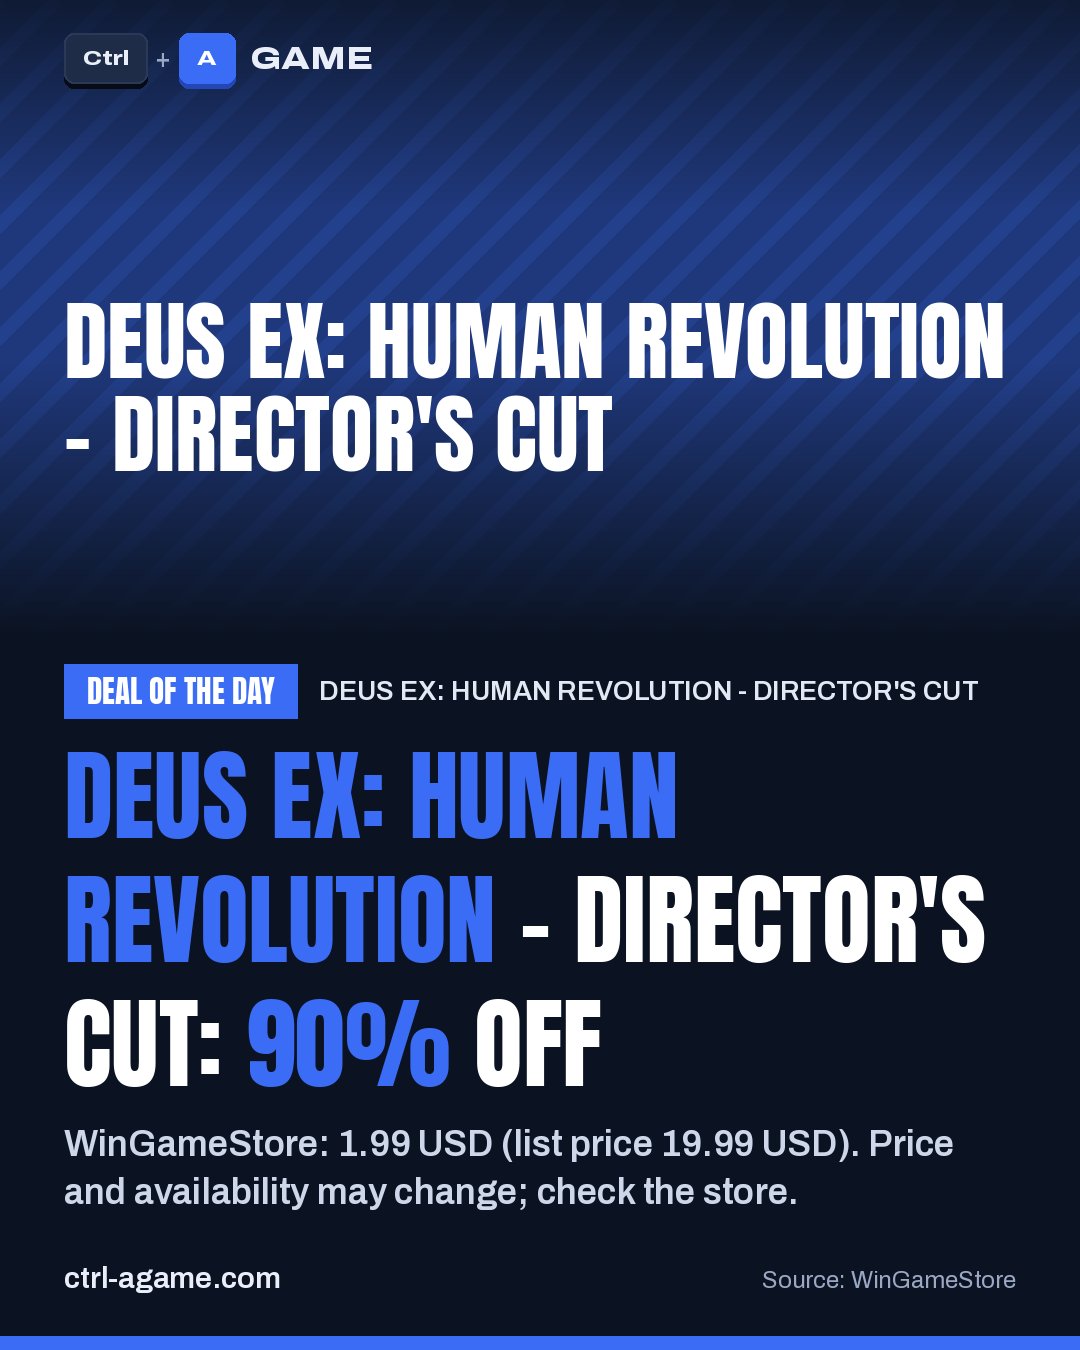 Ctrl + A GAME
DEUS EX: HUMAN REVOLUTION
- DIRECTOR'S CUT
DEAL OF THE DAY DEUS EX: HUMAN REVOLUTION - DIRECTOR'S CUT
DEUS EX: HUMAN
REVOLUTION - DIRECTOR'S
CUT: 90% OFF
WinGameStore: 1.99 USD (list price 19.99 USD). Price
and availability may change; check the store.
ctrl-agame.com Source: WinGameStore